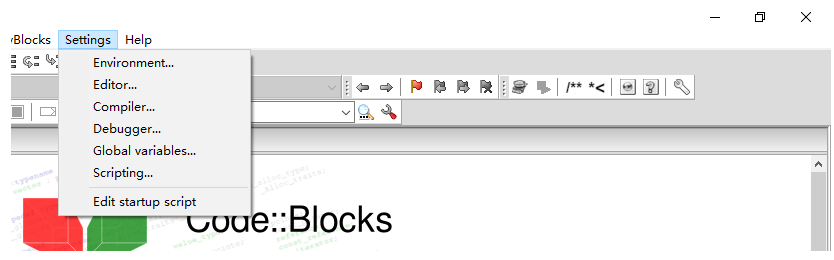 Blocks Settings Help
Environment...
Editor...
Compiler...
Debugger...
Global variables...
Scripting...
Edit startup script
/** *<
Code::Blocks